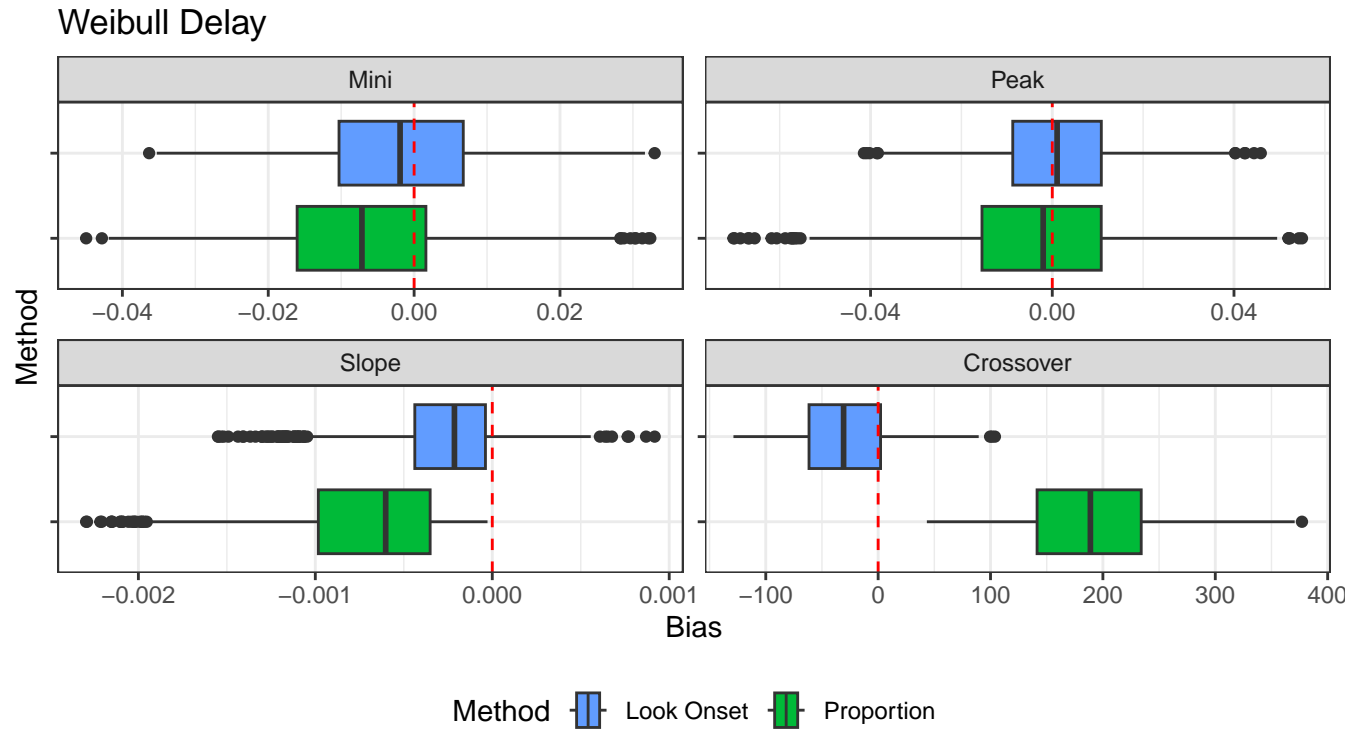 Weibull Delay
Mini
Peak
−0.04 −0.02 0.00 0.02
−0.04 0.00 0.04
Method
Slope
Crossover
−0.002 −0.001 0.000 0.001
−100 0 100 200 300 400
Bias
Method Look Onset Proportion